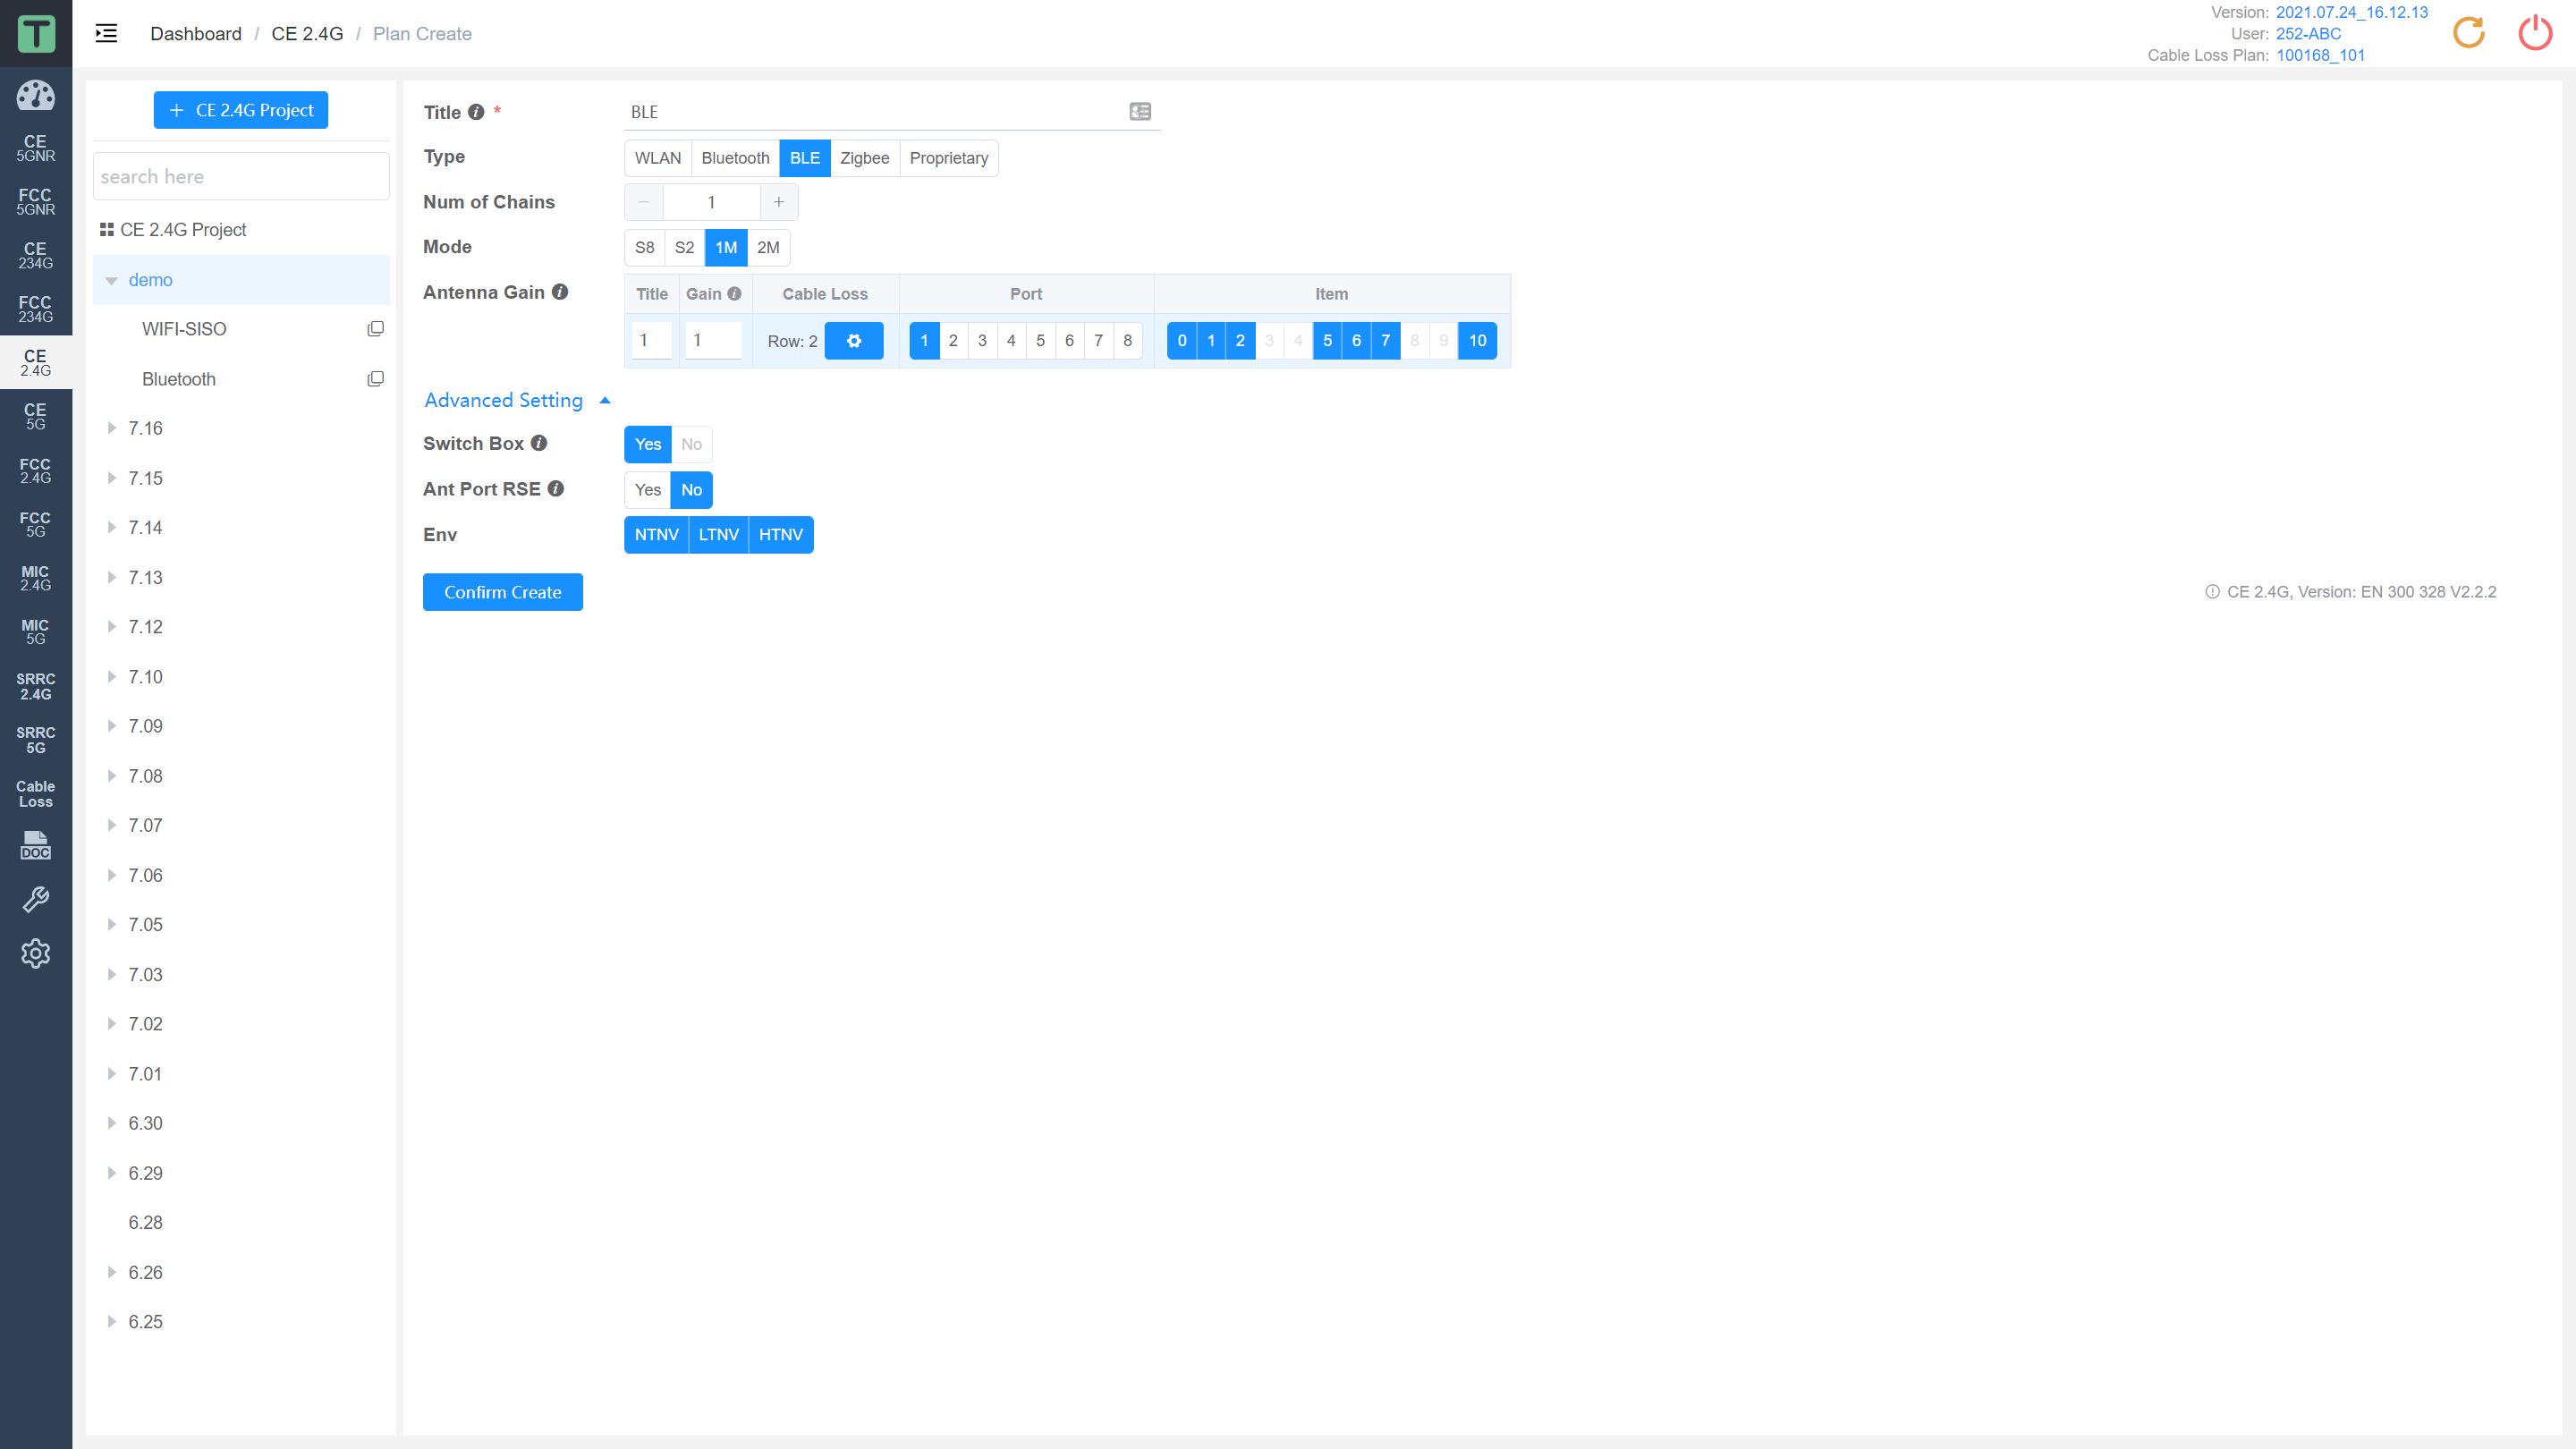 T
Dashboard / CE 2.4G / Plan Create
Version: 2021.07.24_16.12.13
User: 252-ABC
Cable Loss Plan: 100168_101
CE
5GNR
FCC
5GNR
CE
234G
FCC
234G
CE
2.4G
CE
5G
FCC
2.4G
FCC
5G
MIC
2.4G
MIC
5G
SRRC
2.4G
SRRC
5G
Cable
Loss
DOC
+ CE 2.4G Project
search here
CE 2.4G Project
demo
WIFI-SISO
Bluetooth
7.16
7.15
7.14
7.13
7.12
7.10
7.09
7.08
7.07
7.06
7.05
7.03
7.02
7.01
6.30
6.29
6.28
6.26
6.25
Title * BLE
Type WLAN Bluetooth BLE Zigbee Proprietary
Num of Chains − 1 +
Mode S8 S2 1M 2M
Antenna Gain Title Gain Cable Loss Port Item
1 1 Row: 2 1 2 3 4 5 6 7 8 0 1 2 3 4 5 6 7 8 9 10
Advanced Setting
Switch Box Yes No
Ant Port RSE Yes No
Env NTNV LTNV HTNV
Confirm Create
CE 2.4G, Version: EN 300 328 V2.2.2